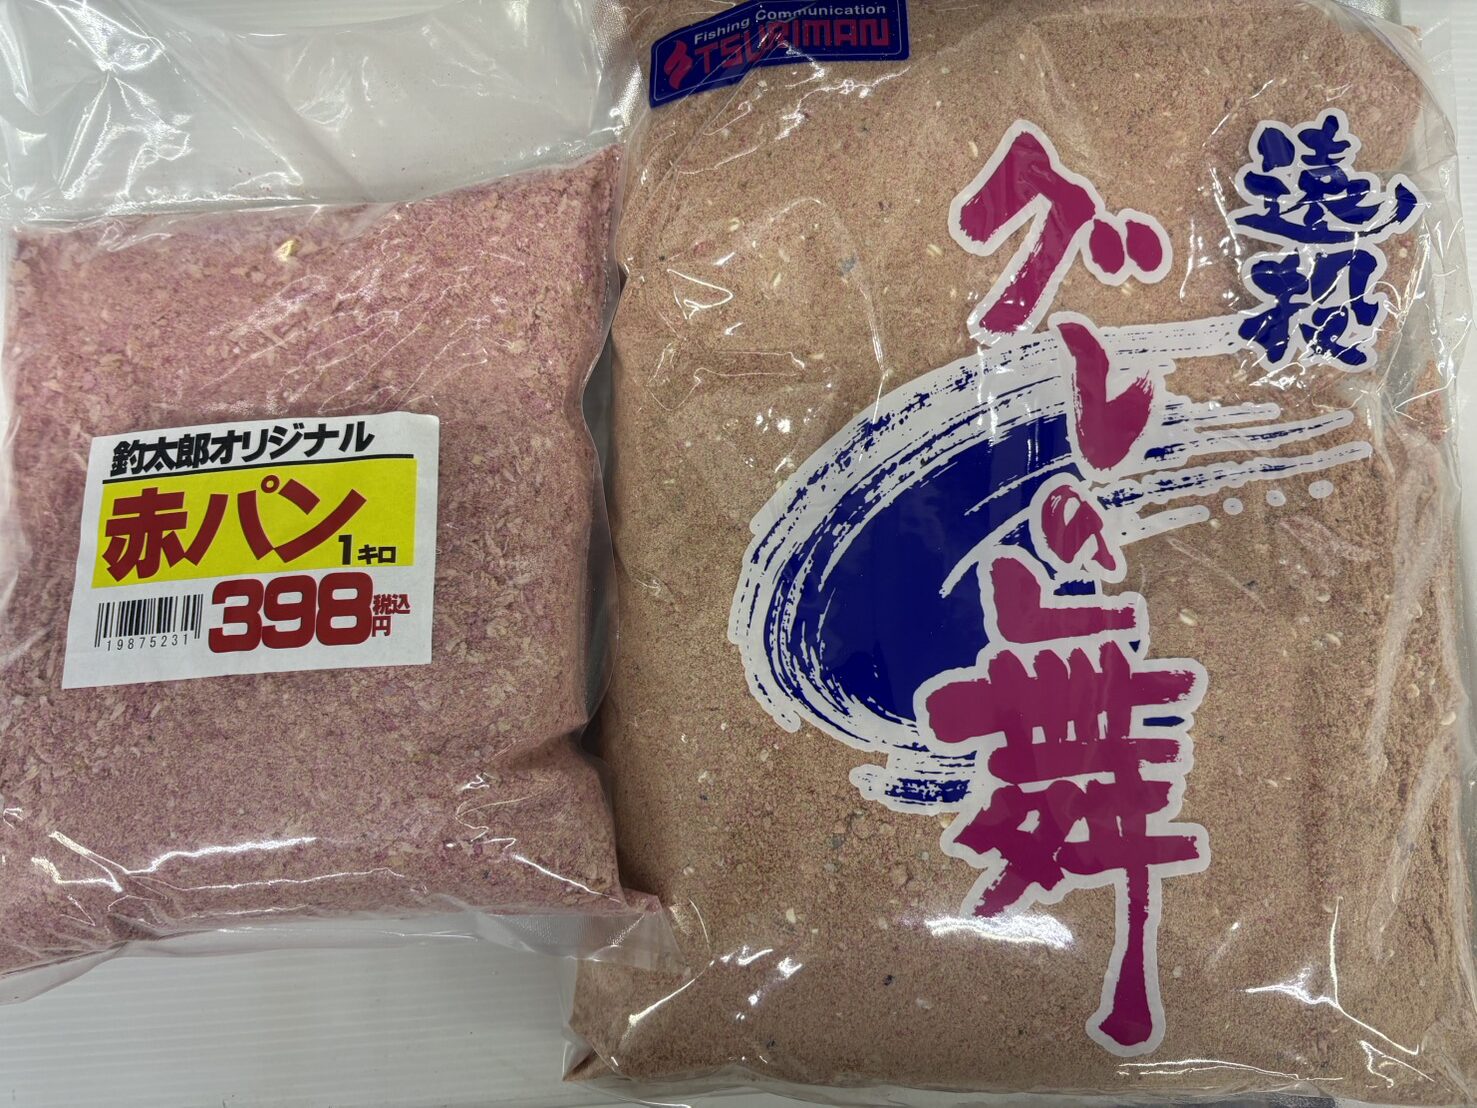 釣太郎オリジナル
赤パン
1キロ
398
税込
円
19875231
Fishing Communication
TSURIMAN
遠投
グレの舞